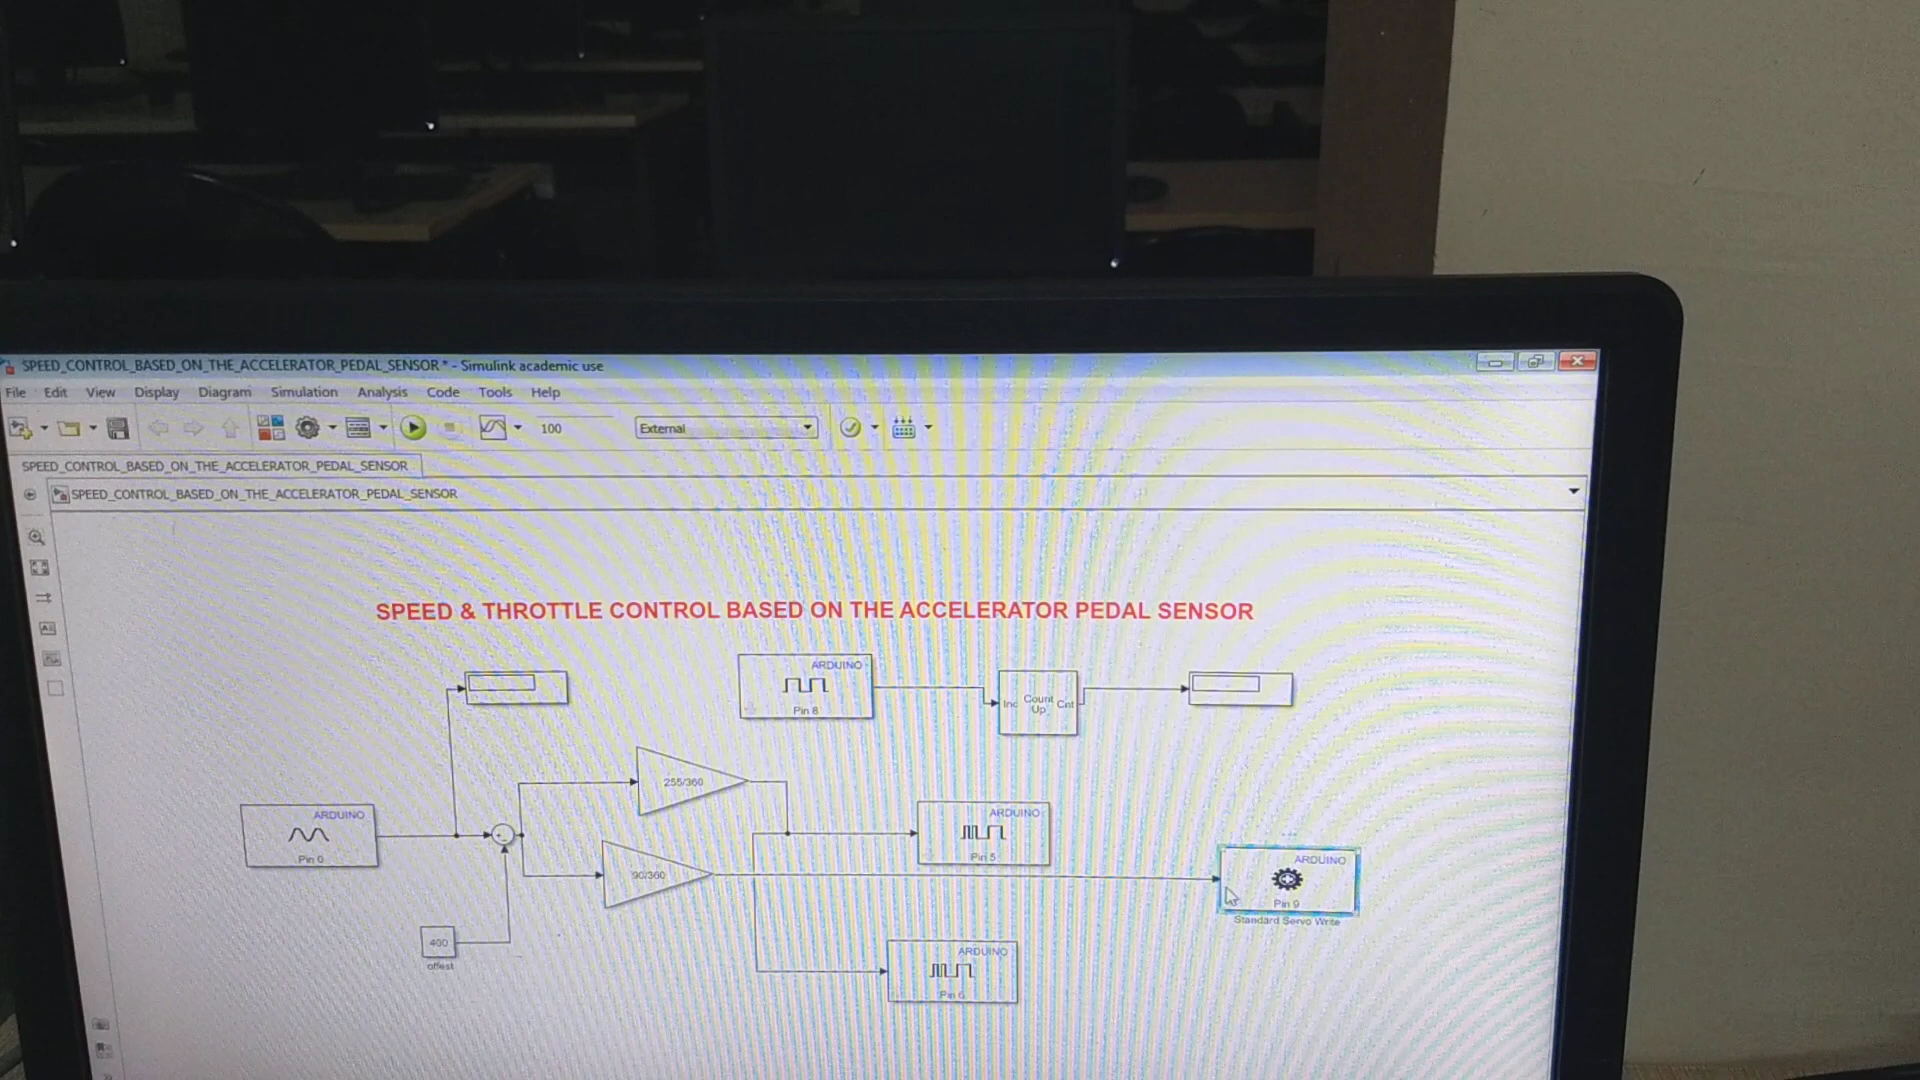 SPEED_CONTROL_BASED_ON_THE_ACCELERATOR_PEDAL_SENSOR * - Simulink academic use
File Edit View Display Diagram Simulation Analysis Code Tools Help
100 External
SPEED_CONTROL_BASED_ON_THE_ACCELERATOR_PEDAL_SENSOR
SPEED_CONTROL_BASED_ON_THE_ACCELERATOR_PEDAL_SENSOR
SPEED & THROTTLE CONTROL BASED ON THE ACCELERATOR PEDAL SENSOR
ARDUINO
Pin 8
Inc Count Up Cnt
255/360
ARDUINO
Pin 0
ARDUINO
Pin 5
90/360
ARDUINO
Pin 9
Standard Servo Write
400
offest
ARDUINO
Pin 6